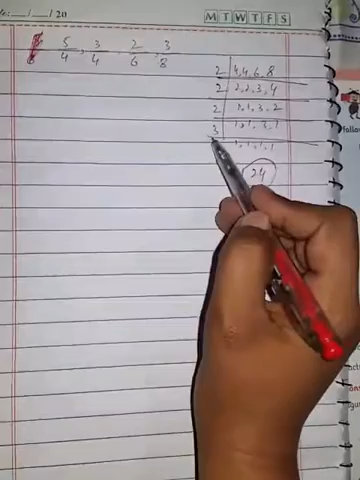 M T W T F S S
5/4, 3/4, 2/6, 3/8
2 | 4, 4, 6, 8
2 | 2, 2, 3, 4
2 | 1, 1, 3, 2
3 | 1, 1, 3, 1
1, 1, 1, 1
24